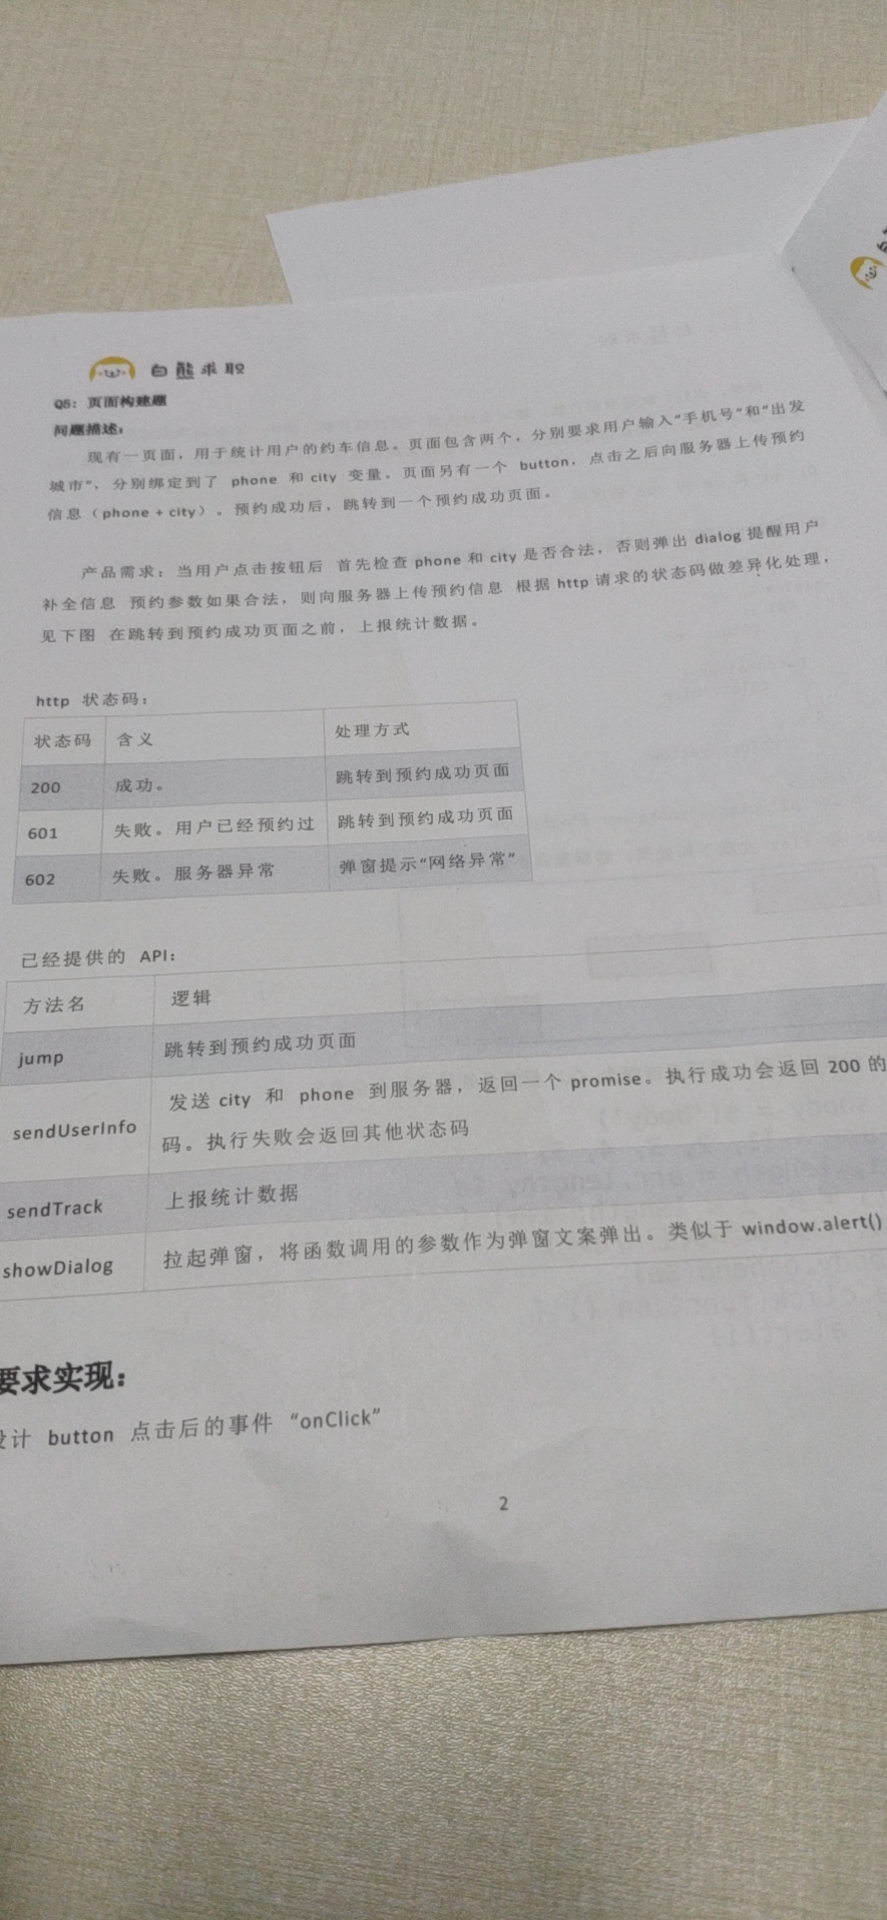 白熊求职
Q5：页面构建题
问题描述：
现有一页面，用于统计用户的约车信息。页面包含两个，分别要求用户输入“手机号”和“出发
城市“，分别绑定到了 phone 和 city 变量。页面另有一个 button，点击之后向服务器上传预约
信息（phone + city）。预约成功后，跳转到一个预约成功页面。
产品需求：当用户点击按钮后 首先检查 phone 和 city 是否合法，否则弹出 dialog 提醒用户
补全信息 预约参数如果合法，则向服务器上传预约信息 根据 http 请求的状态码做差异化处理，
见下图 在跳转到预约成功页面之前，上报统计数据。
http 状态码：
状态码 含义 处理方式
200 成功。 跳转到预约成功页面
601 失败。用户已经预约过 跳转到预约成功页面
602 失败。服务器异常 弹窗提示“网络异常”
已经提供的 API：
方法名 逻辑
jump 跳转到预约成功页面
发送 city 和 phone 到服务器，返回一个 promise。执行成功会返回 200 的
sendUserInfo
码。执行失败会返回其他状态码
sendTrack 上报统计数据
showDialog 拉起弹窗，将函数调用的参数作为弹窗文案弹出。类似于 window.alert()
要求实现：
设计 button 点击后的事件 “onClick”
2